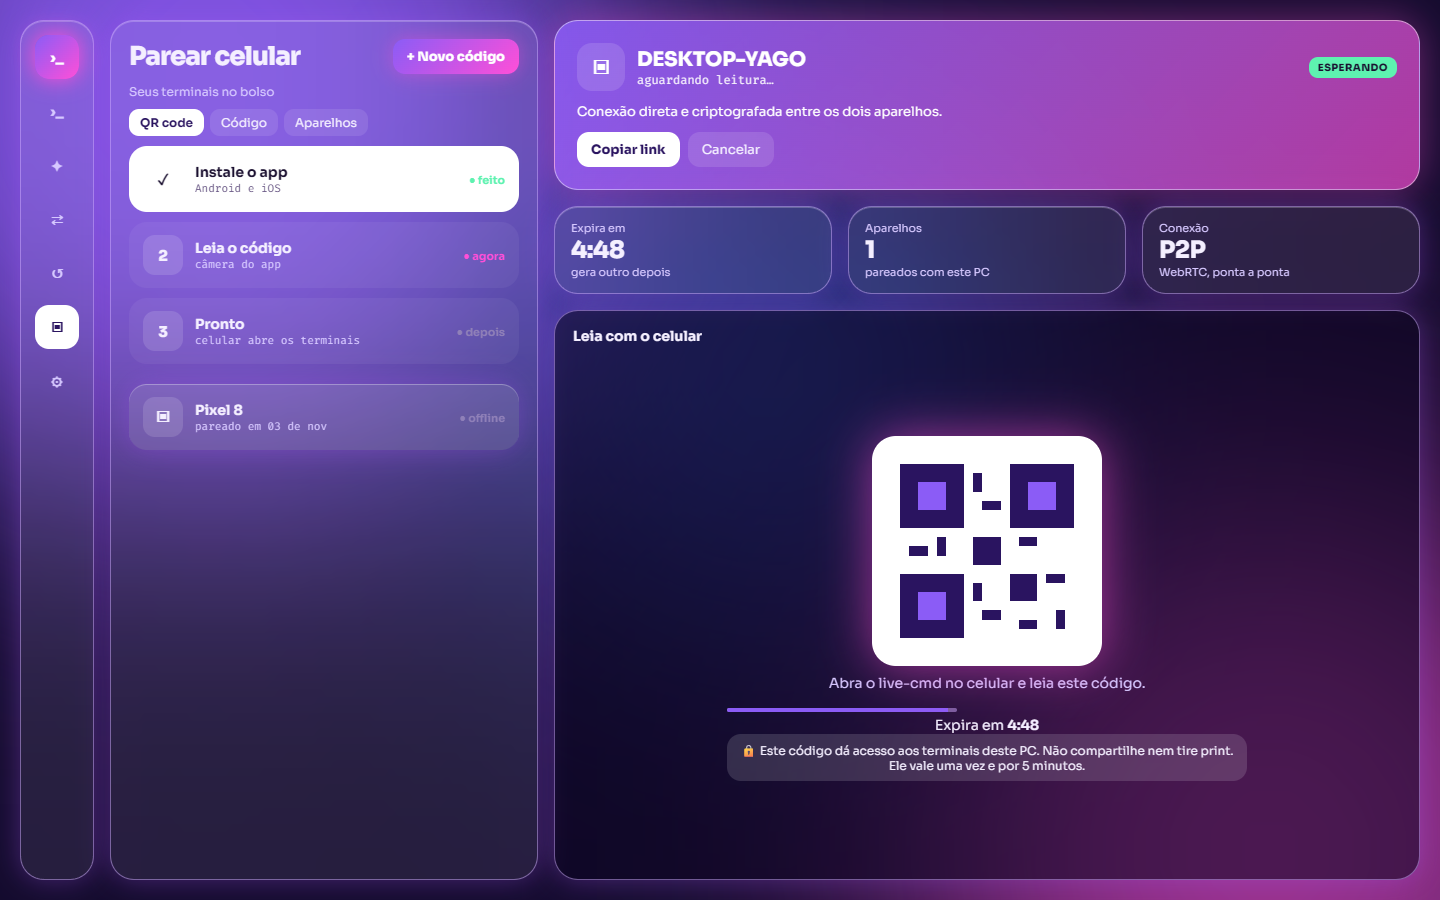 Parear celular
+ Novo código
Seus terminais no bolso
QR code
Código
Aparelhos
✓
Instale o app
Android e iOS
• feito
2
Leia o código
câmera do app
• agora
3
Pronto
celular abre os terminais
• depois
Pixel 8
pareado em 03 de nov
• offline
DESKTOP-YAGO
aguardando leitura…
ESPERANDO
Conexão direta e criptografada entre os dois aparelhos.
Copiar link
Cancelar
Expira em
4:48
gera outro depois
Aparelhos
1
pareados com este PC
Conexão
P2P
WebRTC, ponta a ponta
Leia com o celular
Abra o live-cmd no celular e leia este código.
Expira em 4:48
🔒 Este código dá acesso aos terminais deste PC. Não compartilhe nem tire print.
Ele vale uma vez e por 5 minutos.